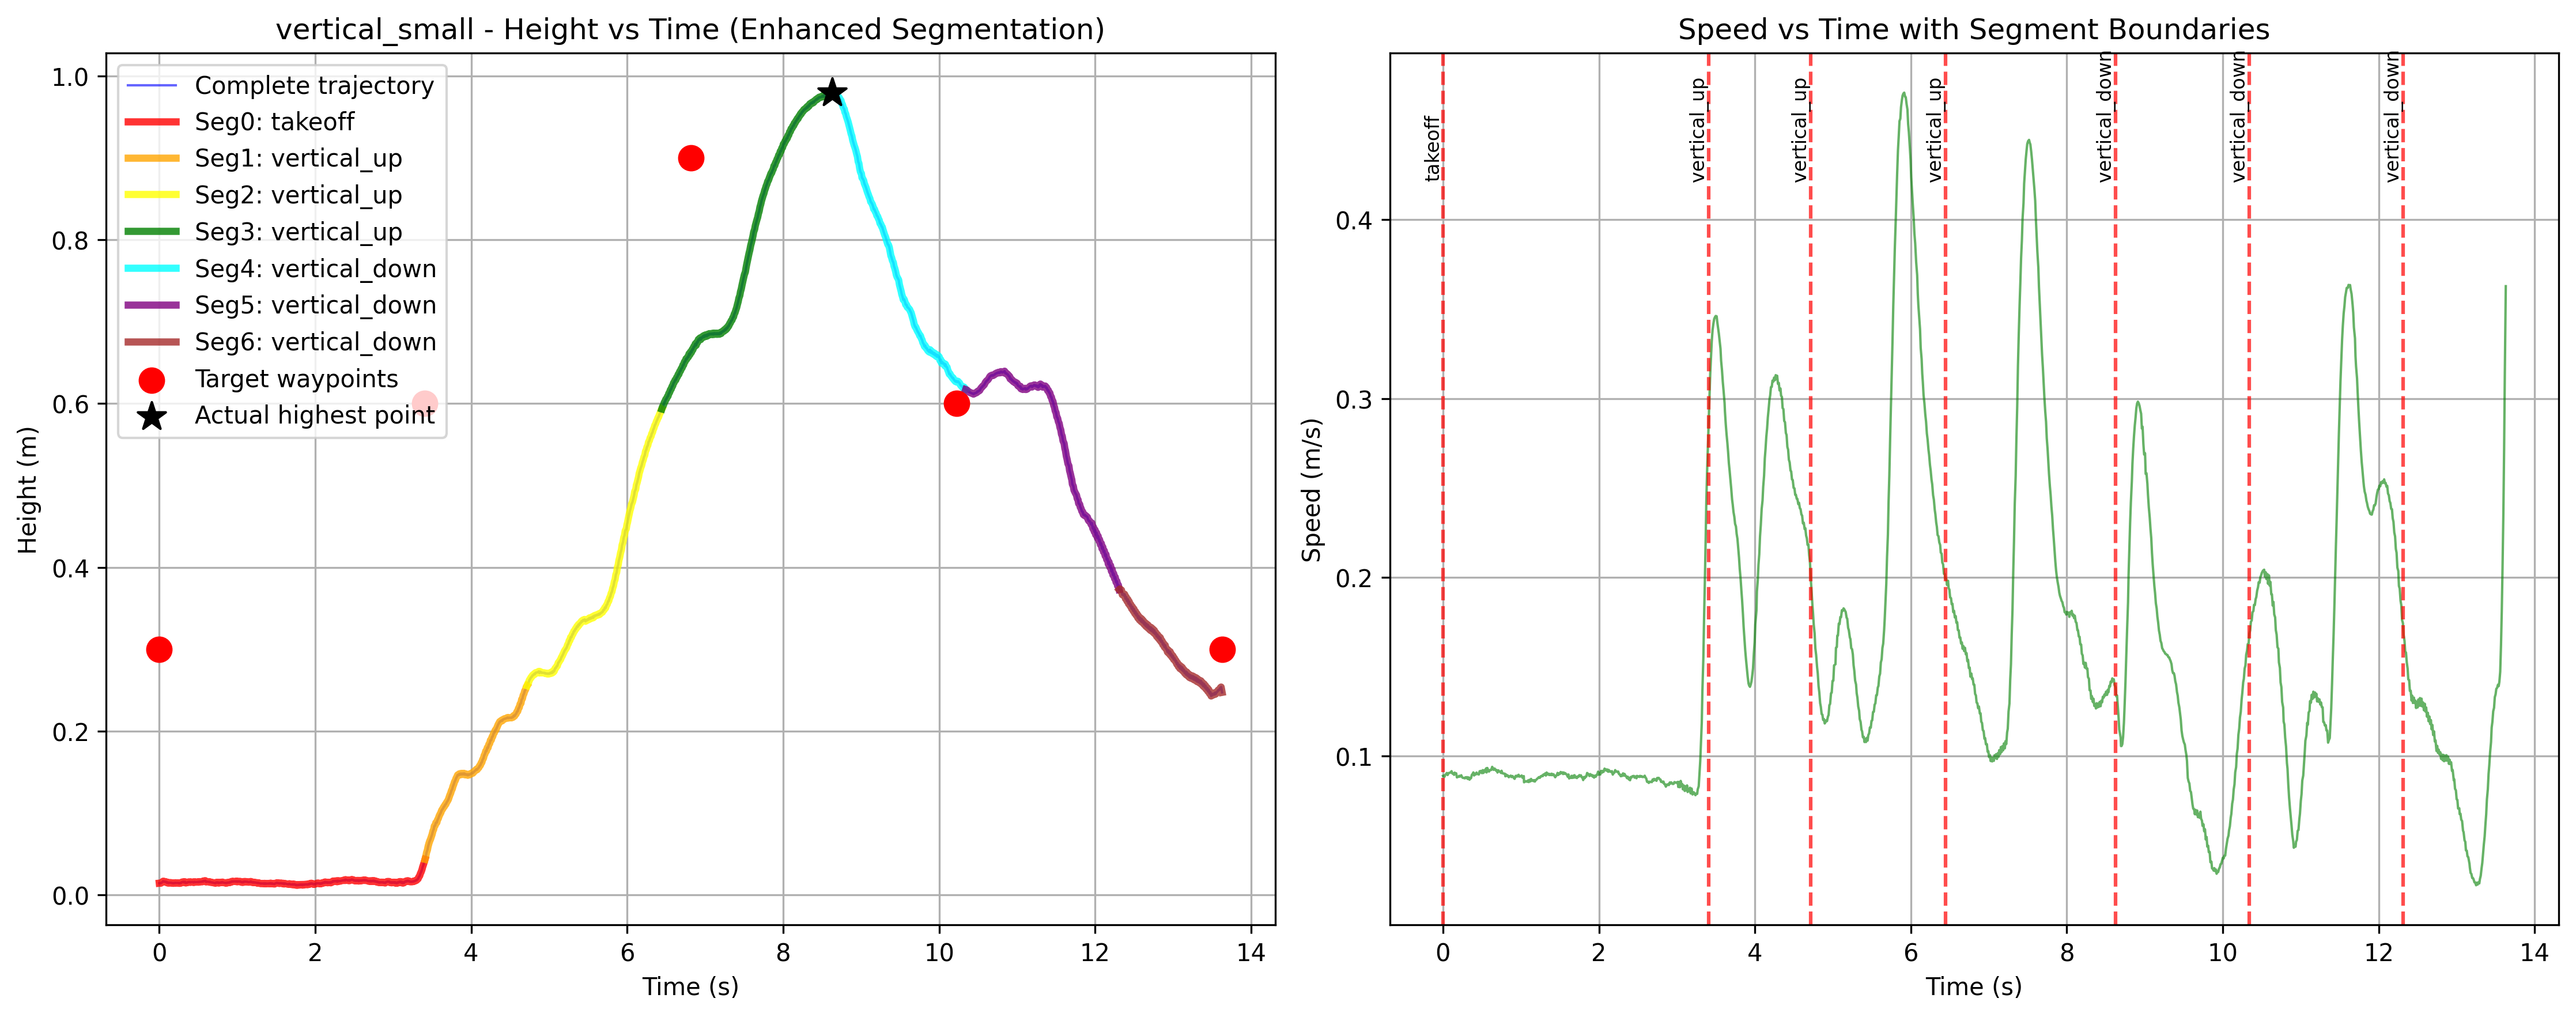 vertical_small - Height vs Time (Enhanced Segmentation)
Height (m)
1.0
0.8
0.6
0.4
0.2
0.0
Complete trajectory
Seg0: takeoff
Seg1: vertical_up
Seg2: vertical_up
Seg3: vertical_up
Seg4: vertical_down
Seg5: vertical_down
Seg6: vertical_down
Target waypoints
Actual highest point
0 2 4 6 8 10 12 14
Time (s)
Speed vs Time with Segment Boundaries
Speed (m/s)
0.4
0.3
0.2
0.1
takeoff
vertical_up
vertical_up
vertical_up
vertical_down
vertical_down
vertical_down
0 2 4 6 8 10 12 14
Time (s)